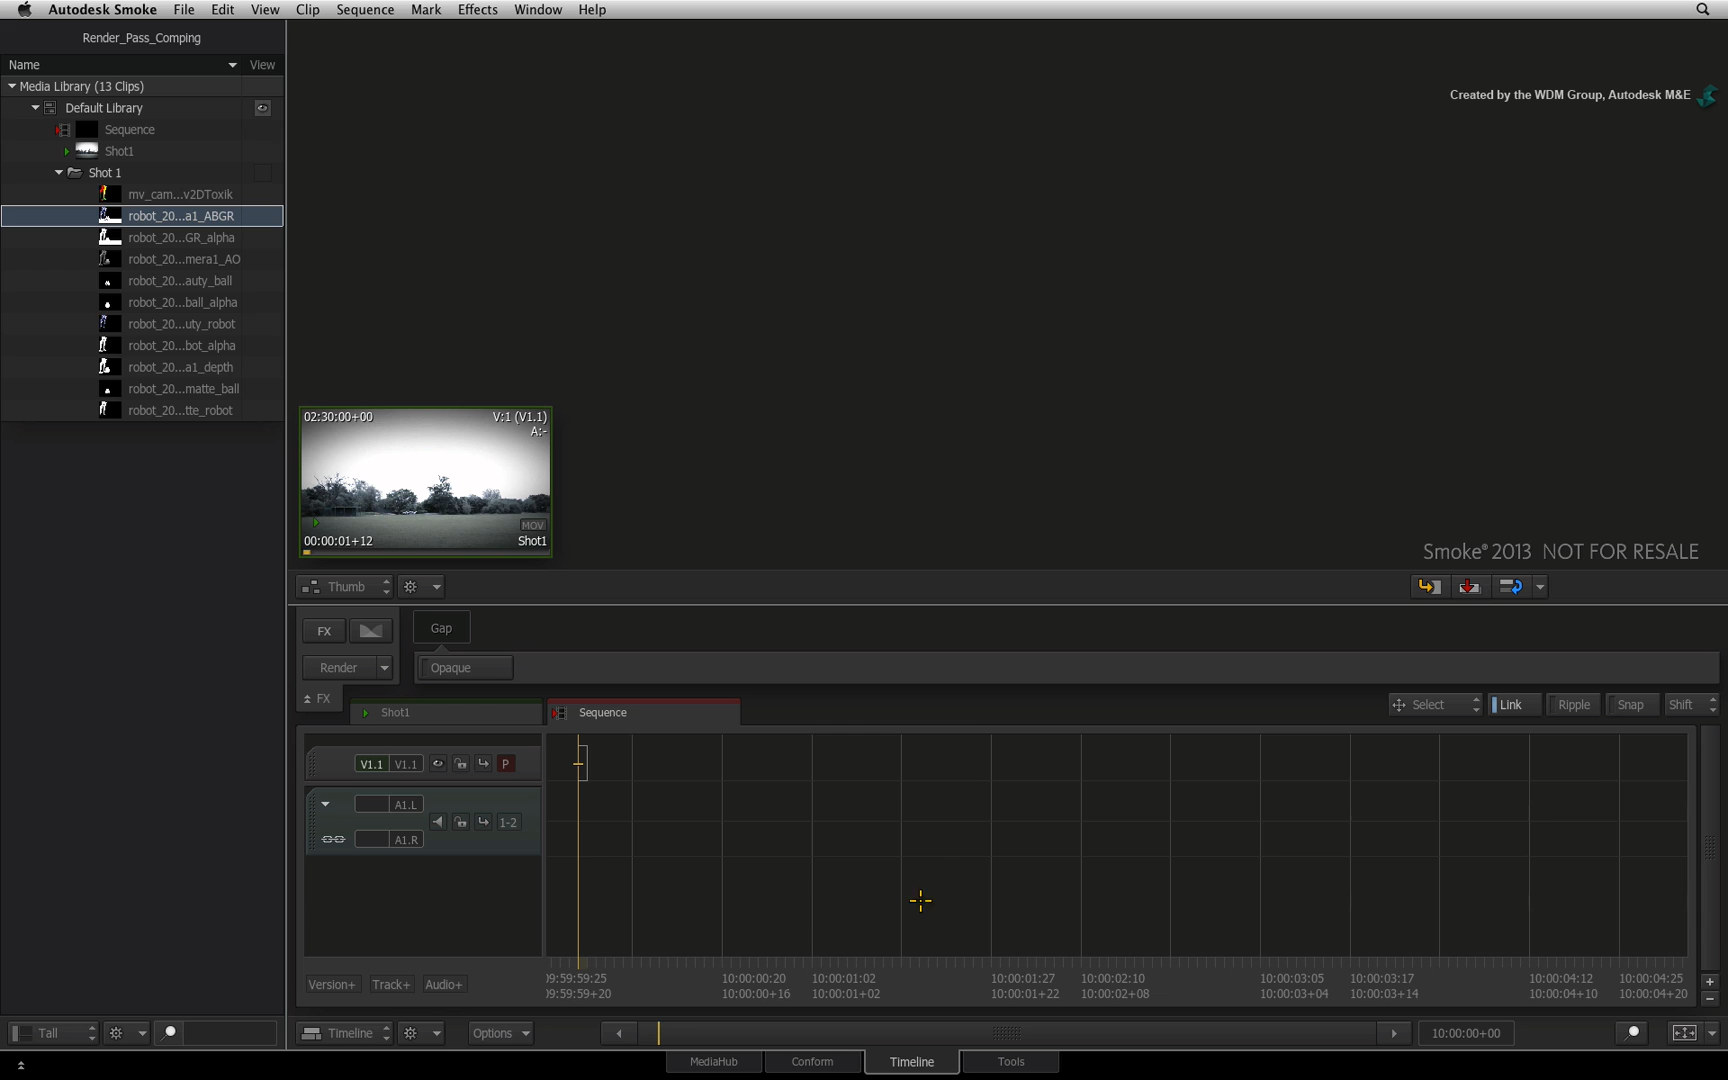 Autodesk Smoke File Edit View Clip Sequence Mark Effects Window Help
Render_Pass_Comping
Name View
Created by the WDM Group, Autodesk M&E
Media Library (13 Clips)
Default Library
Sequence
Shot1
Shot 1
mv_cam...v2DToxik
robot_20...a1_ABGR
robot_20...GR_alpha
robot_20...mera1_AO
robot_20...auty_ball
robot_20...ball_alpha
robot_20...uty_robot
robot_20...bot_alpha
robot_20...a1_depth
robot_20...matte_ball
robot_20...tte_robot
02:30:00+00 V:1 (V1.1)
A:-
MOV
00:00:01+12 Shot1
Smoke® 2013 NOT FOR RESALE
Thumb
FX Gap
Render Opaque
FX
Shot1 Sequence
Select Link Ripple Snap Shift
V1.1 V1.1 P
A1.L
1-2
A1.R
Version+ Track+ Audio+
09:59:59:25 10:00:00:20 10:00:01:02 10:00:01:27 10:00:02:10 10:00:03:05 10:00:03:17 10:00:04:12 10:00:04:25
09:59:59+20 10:00:00+16 10:00:01+02 10:00:01+22 10:00:02+08 10:00:03+04 10:00:03+14 10:00:04+10 10:00:04+20
Tall Timeline Options 10:00:00+00
MediaHub Conform Timeline Tools